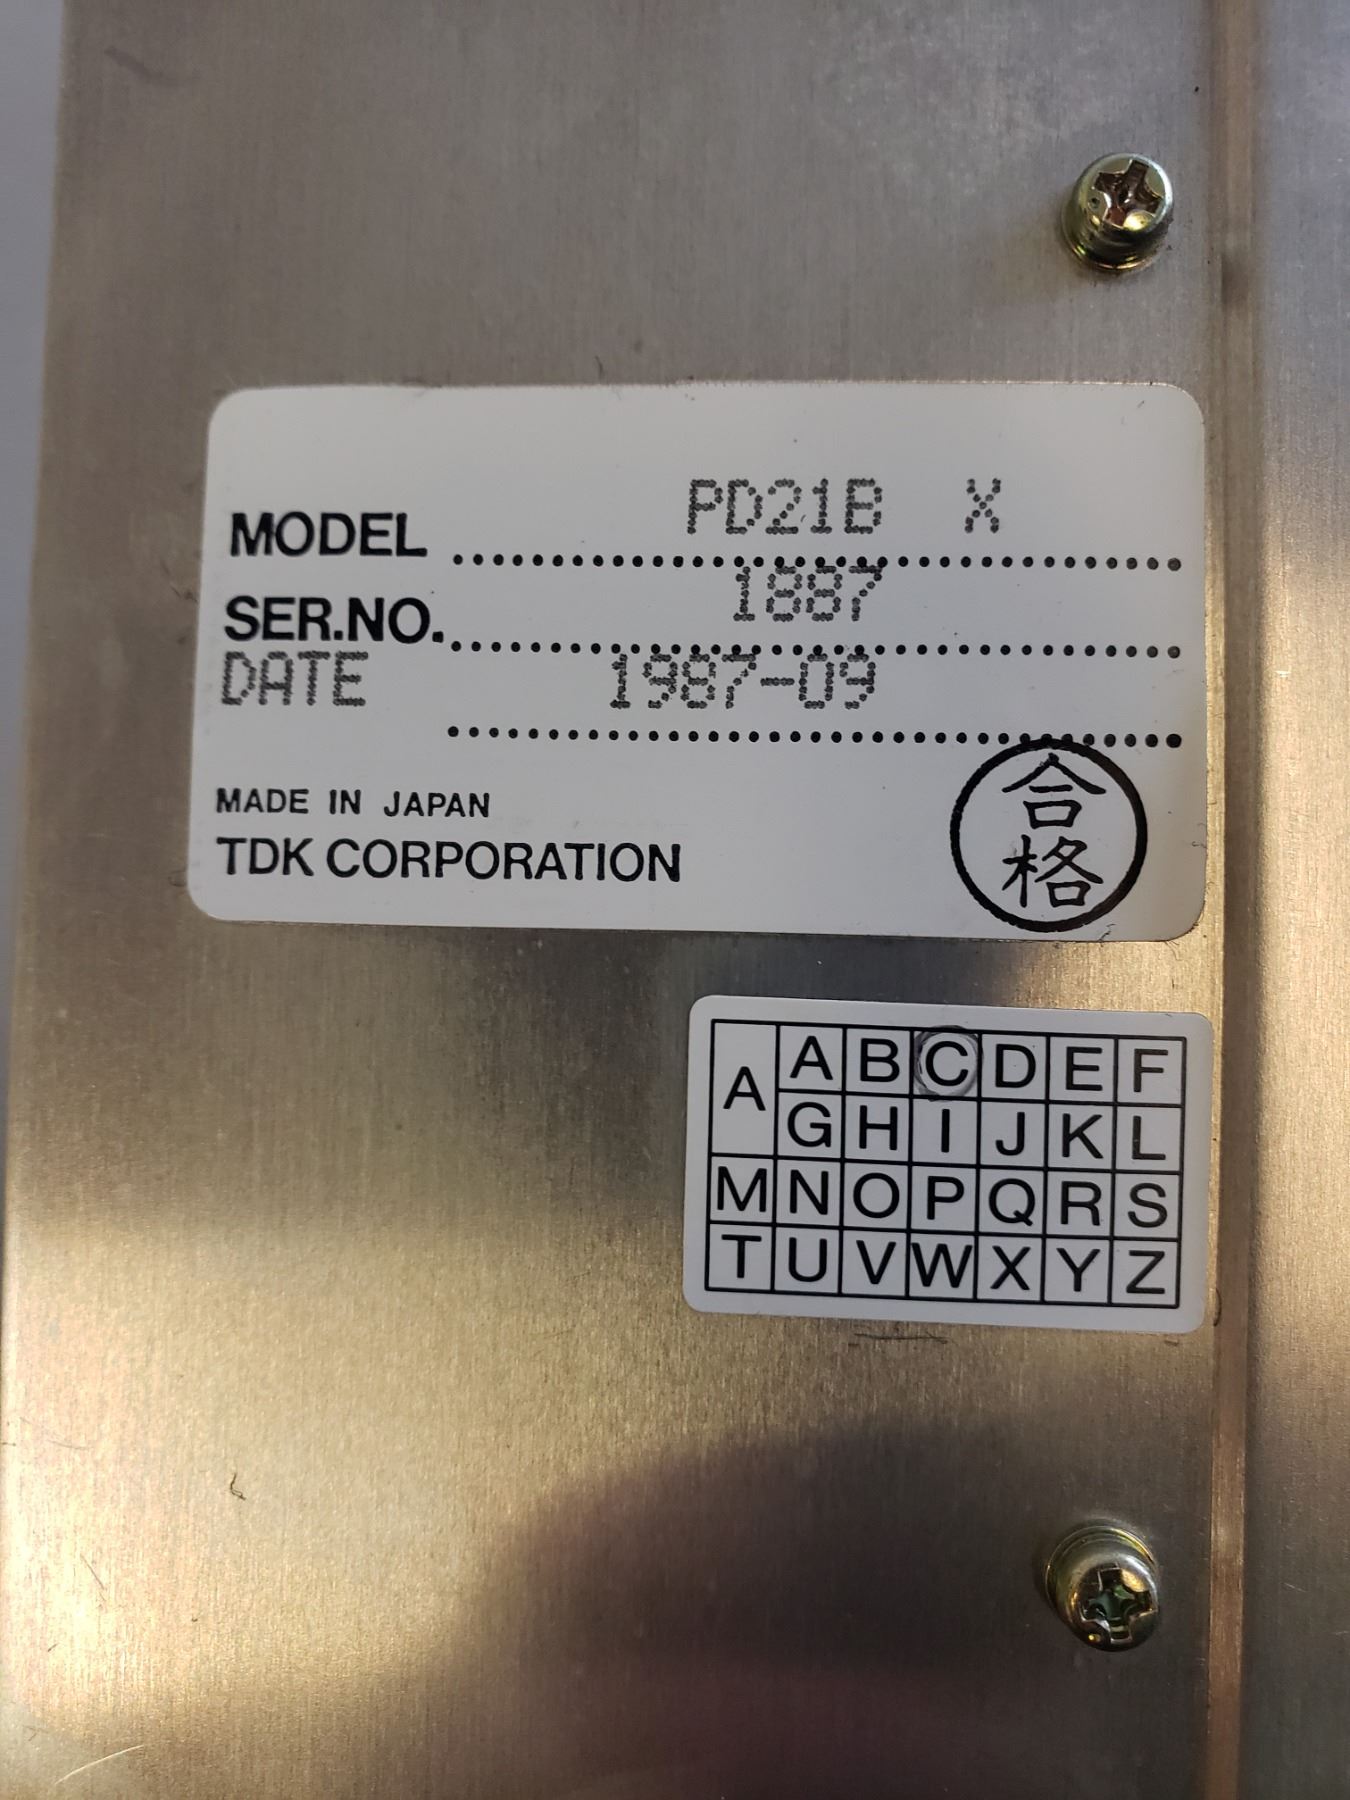 MODEL PD21B X
SER.NO. 1887
DATE 1987-09
MADE IN JAPAN
TDK CORPORATION
合格
A A B C D E F
G H I J K L
M N O P Q R S
T U V W X Y Z